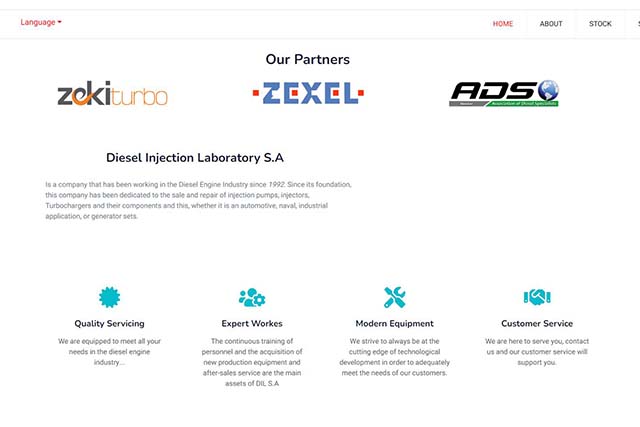 Language
HOME
ABOUT
STOCK
Our Partners
zekiturbo
ZEXEL
ADS
Member
Association of Diesel Specialists
Diesel Injection Laboratory S.A
Is a company that has been working in the Diesel Engine Industry since 1992. Since its foundation,
this company has been dedicated to the sale and repair of injection pumps, injectors,
Turbochargers and their components and this, whether it is an automotive, naval, industrial
application, or generator sets.
Quality Servicing
We are equipped to meet all your
needs in the diesel engine
industry...
Expert Workes
The continuous training of
personnel and the acquisition of
new production equipment and
after-sales service are the main
assets of DIL S.A
Modern Equipment
We strive to always be at the
cutting edge of technological
development in order to adequately
meet the needs of our customers.
Customer Service
We are here to serve you, contact
us and our customer service will
support you.